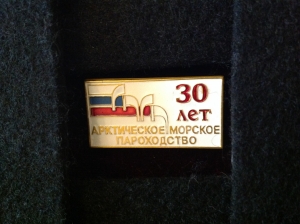 30
лет
АРКТИЧЕСКОЕ МОРСКОЕ
ПАРОХОДСТВО